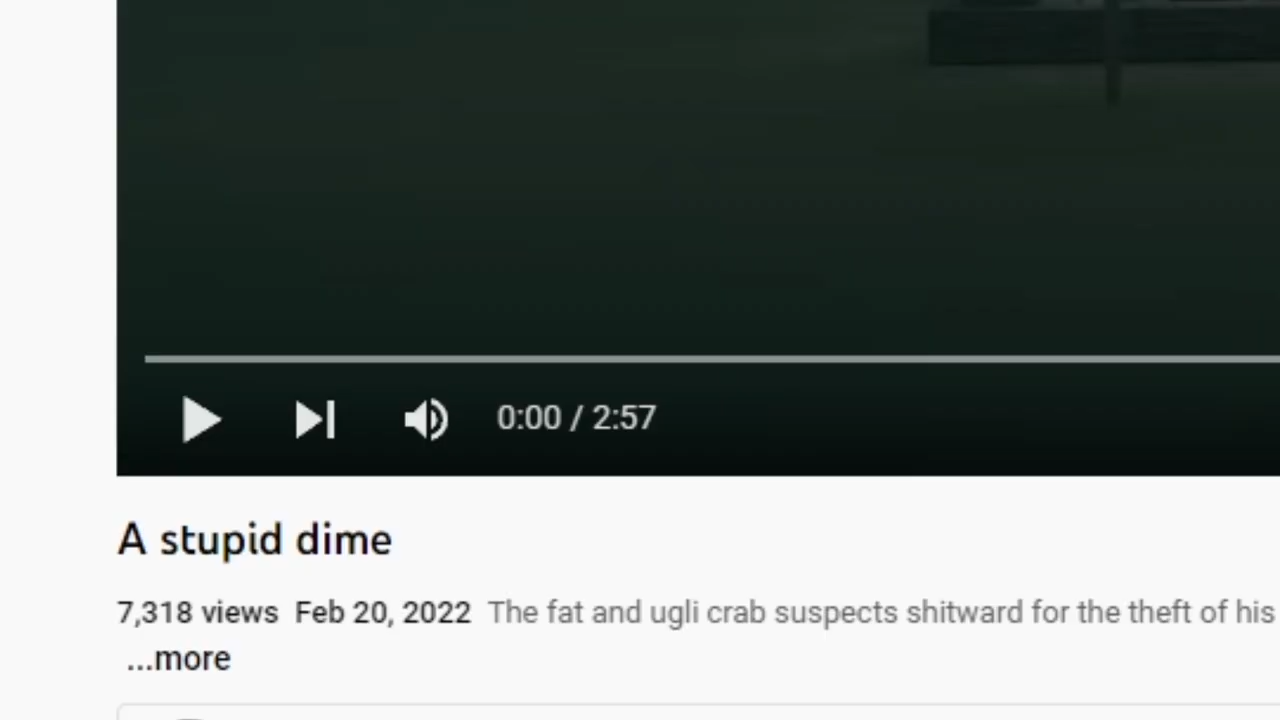 0:00 / 2:57
A stupid dime
7,318 views Feb 20, 2022 The fat and ugli crab suspects shitward for the theft of his
...more